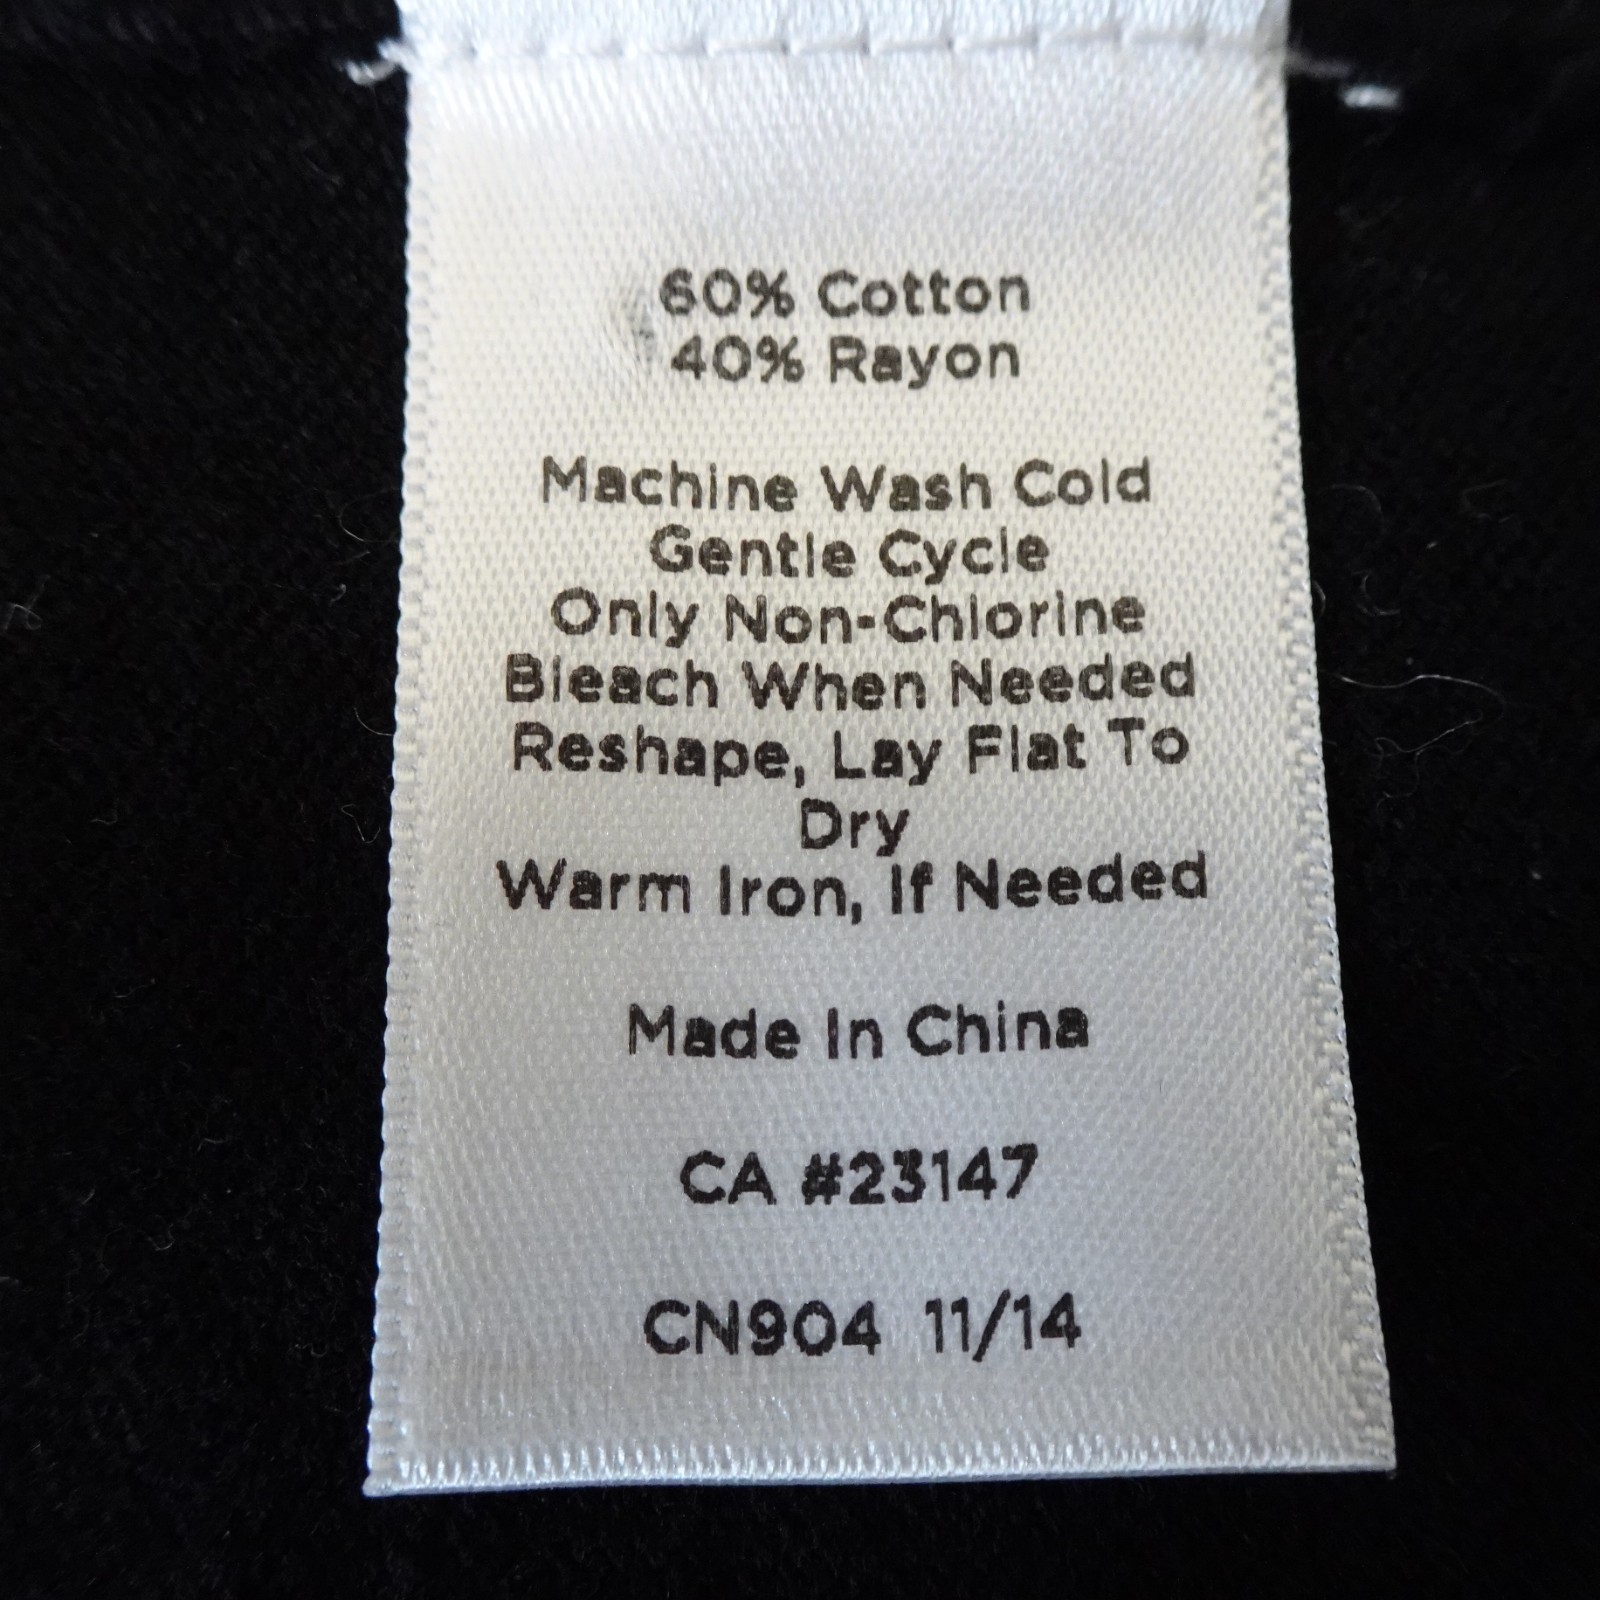 60% Cotton
40% Rayon
Machine Wash Cold
Gentle Cycle
Only Non-Chlorine
Bleach When Needed
Reshape, Lay Flat To
Dry
Warm Iron, If Needed
Made In China
CA #23147
CN904 11/14